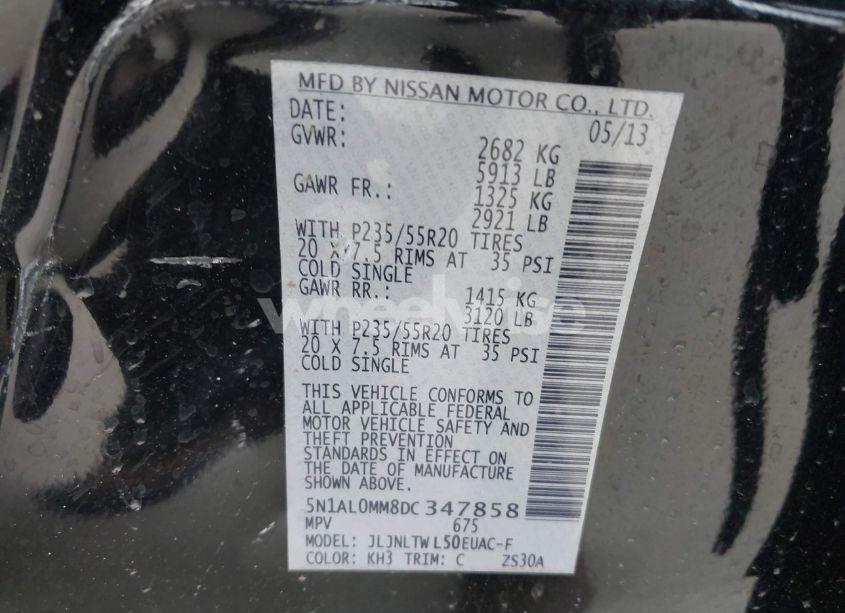 MFD BY NISSAN MOTOR CO., LTD.
DATE: 05/13
GVWR: 2682 KG
5913 LB
GAWR FR.: 1325 KG
2921 LB
WITH P235/55R20 TIRES
20 X 7.5 RIMS AT 35 PSI
COLD SINGLE
GAWR RR.: 1415 KG
3120 LB
WITH P235/55R20 TIRES
20 X 7.5 RIMS AT 35 PSI
COLD SINGLE
THIS VEHICLE CONFORMS TO
ALL APPLICABLE FEDERAL
MOTOR VEHICLE SAFETY AND
THEFT PREVENTION
STANDARDS IN EFFECT ON
THE DATE OF MANUFACTURE
SHOWN ABOVE.
5N1AL0MM8DC347858
MPV 675
MODEL: JLJNLTWL50EUAC-F
COLOR: KH3 TRIM: C ZS30A
wheelwise